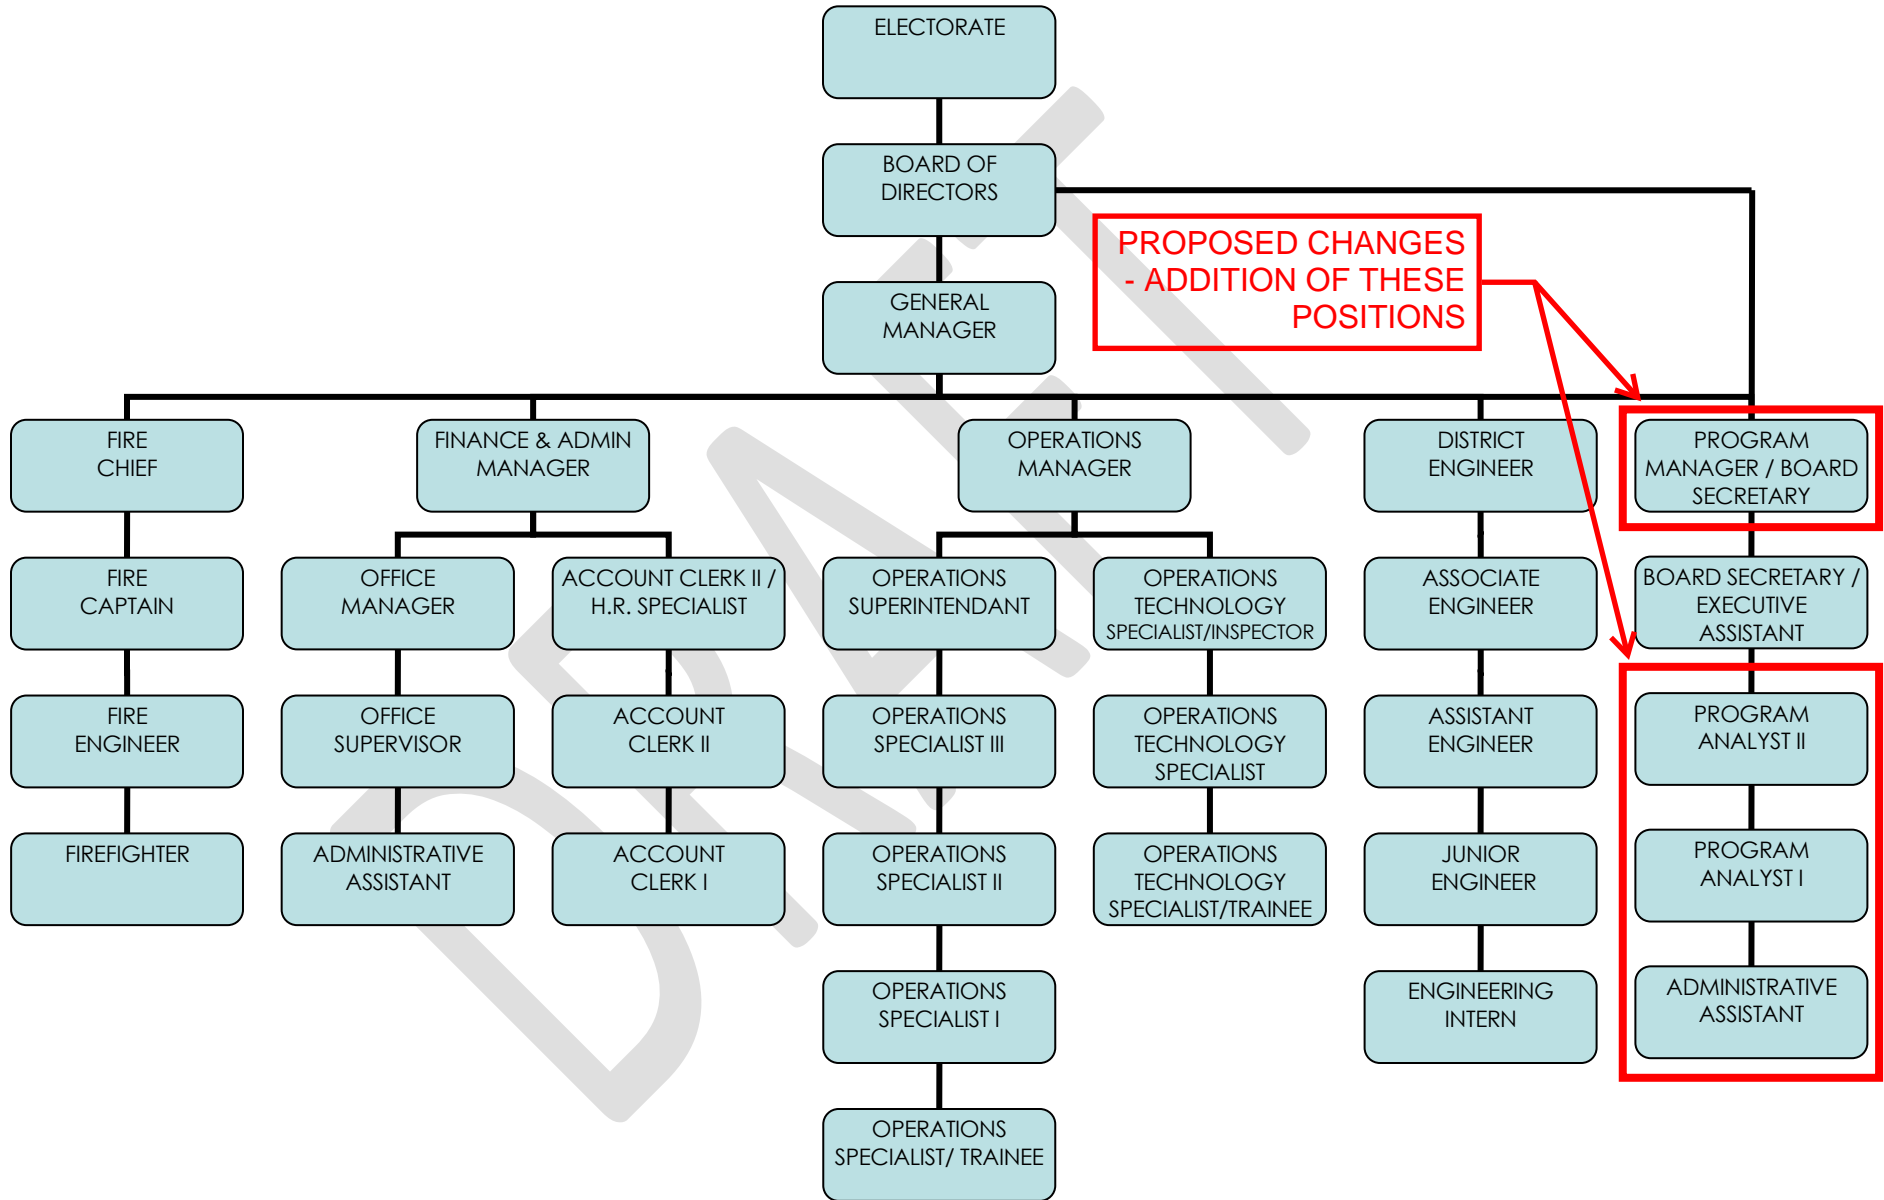 ELECTORATE
BOARD OF
DIRECTORS
PROPOSED CHANGES
- ADDITION OF THESE
POSITIONS
GENERAL
MANAGER
FIRE
CHIEF
FINANCE & ADMIN
MANAGER
OPERATIONS
MANAGER
DISTRICT
ENGINEER
PROGRAM
MANAGER / BOARD
SECRETARY
FIRE
CAPTAIN
OFFICE
MANAGER
ACCOUNT CLERK II /
H.R. SPECIALIST
OPERATIONS
SUPERINTENDANT
OPERATIONS
TECHNOLOGY
SPECIALIST/INSPECTOR
ASSOCIATE
ENGINEER
BOARD SECRETARY /
EXECUTIVE
ASSISTANT
FIRE
ENGINEER
OFFICE
SUPERVISOR
ACCOUNT
CLERK II
OPERATIONS
SPECIALIST III
OPERATIONS
TECHNOLOGY
SPECIALIST
ASSISTANT
ENGINEER
PROGRAM
ANALYST II
FIREFIGHTER
ADMINISTRATIVE
ASSISTANT
ACCOUNT
CLERK I
OPERATIONS
SPECIALIST II
OPERATIONS
TECHNOLOGY
SPECIALIST/TRAINEE
JUNIOR
ENGINEER
PROGRAM
ANALYST I
OPERATIONS
SPECIALIST I
ENGINEERING
INTERN
ADMINISTRATIVE
ASSISTANT
OPERATIONS
SPECIALIST/ TRAINEE
DRAFT